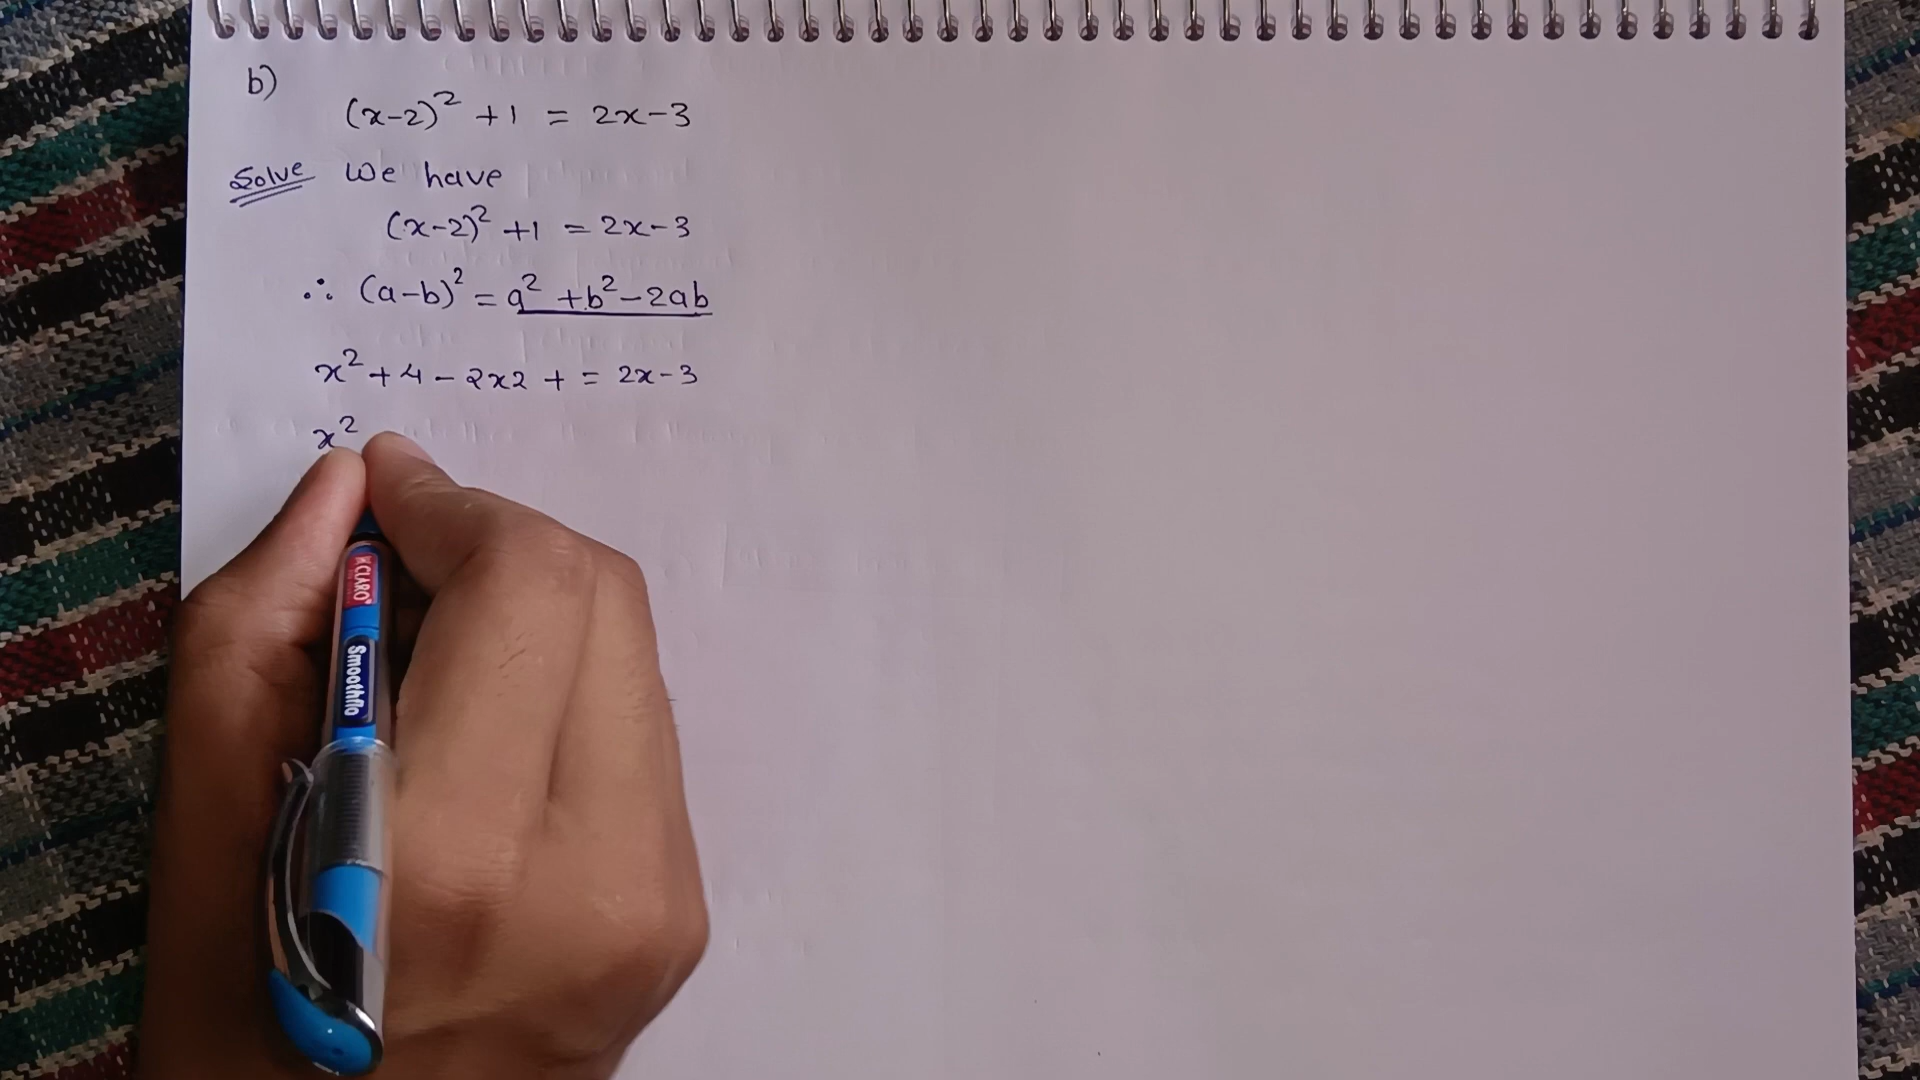 b)
(x-2)² +1 = 2x-3
Solve We have
(x-2)² +1 = 2x-3
∴ (a-b)² = a² +b²-2ab
x² + 4 - 2x2 + = 2x-3
x²
CLARO
Smoothflo